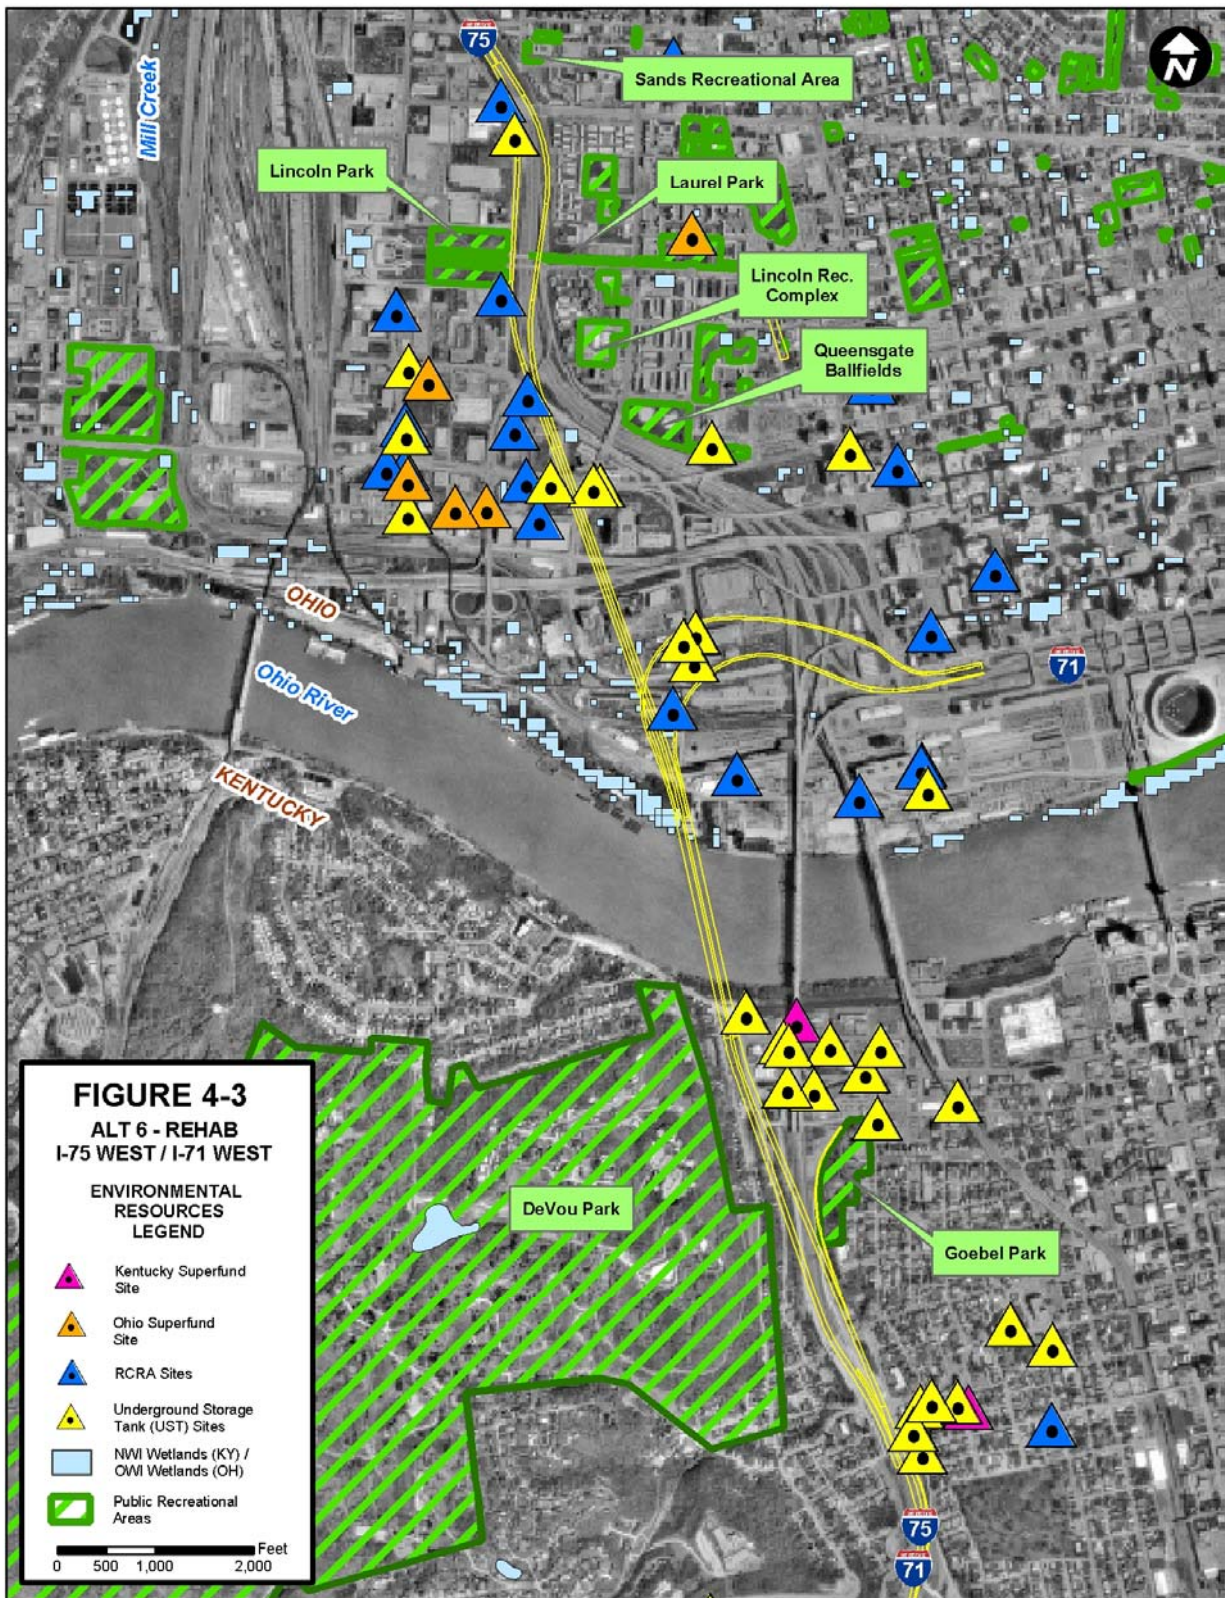 75
Sands Recreational Area
Mill Creek
N
Lincoln Park
Laurel Park
Lincoln Rec.
Complex
Queensgate
Ballfields
OHIO
Ohio River
71
KENTUCKY
FIGURE 4-3
ALT 6 - REHAB
I-75 WEST / I-71 WEST
ENVIRONMENTAL
RESOURCES
LEGEND
Kentucky Superfund
Site
Ohio Superfund
Site
RCRA Sites
Underground Storage
Tank (UST) Sites
NWI Wetlands (KY) /
OWI Wetlands (OH)
Public Recreational
Areas
Feet
0 500 1,000 2,000
DeVou Park
Goebel Park
75
71